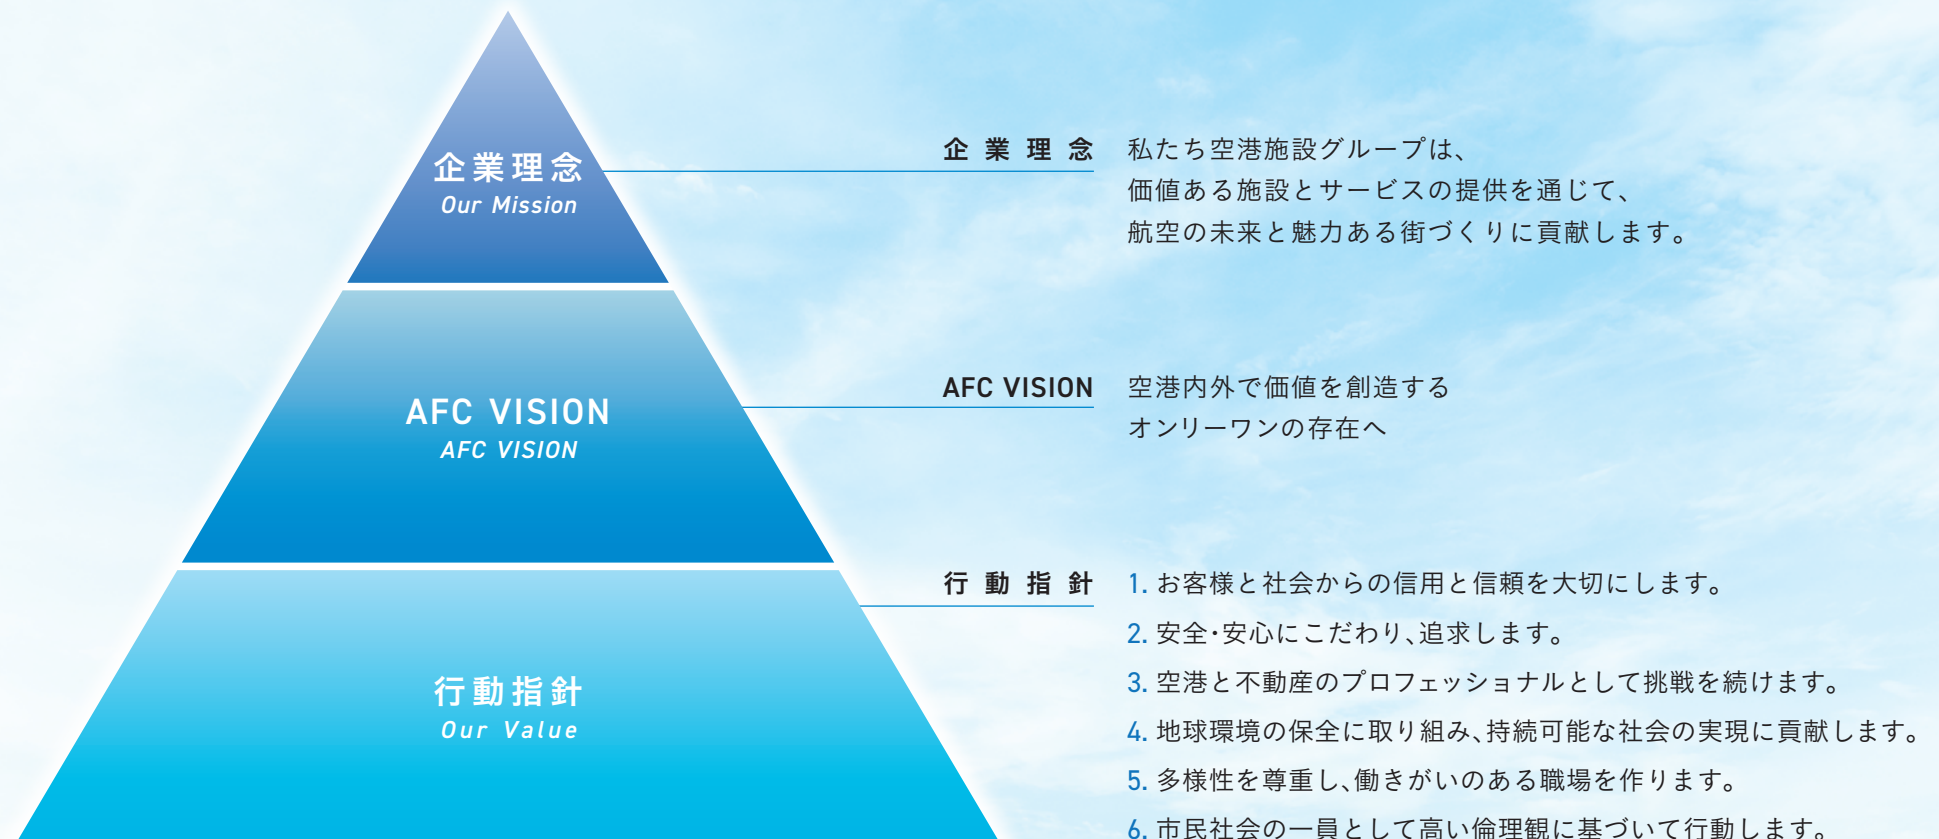 企業理念
Our Mission
AFC VISION
AFC VISION
行動指針
Our Value
企業理念
私たち空港施設グループは、
価値ある施設とサービスの提供を通じて、
航空の未来と魅力ある街づくりに貢献します。
AFC VISION
空港内外で価値を創造する
オンリーワンの存在へ
行動指針
1. お客様と社会からの信用と信頼を大切にします。
2. 安全・安心にこだわり、追求します。
3. 空港と不動産のプロフェッショナルとして挑戦を続けます。
4. 地球環境の保全に取り組み、持続可能な社会の実現に貢献します。
5. 多様性を尊重し、働きがいのある職場を作ります。
6. 市民社会の一員として高い倫理観に基づいて行動します。